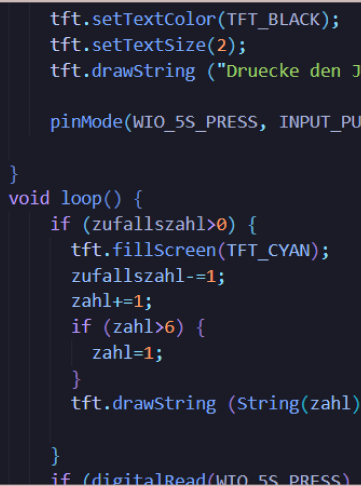 tft.setTextColor(TFT_BLACK);
tft.setTextSize(2);
tft.drawString ("Druecke den J
pinMode(WIO_5S_PRESS, INPUT_PU
}
void loop() {
if (zufallszahl>0) {
tft.fillScreen(TFT_CYAN);
zufallszahl-=1;
zahl+=1;
if (zahl>6) {
zahl=1;
}
tft.drawString (String(zahl)
}
if (digitalRead(WIO_5S_PRESS)